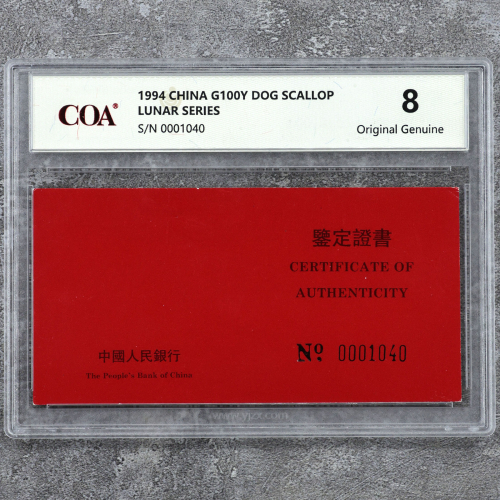 COA®
1994 CHINA G100Y DOG SCALLOP
LUNAR SERIES
S/N 0001040
8
Original Genuine
鑒定證書
CERTIFICATE OF
AUTHENTICITY
Nº 0001040
中國人民銀行
The People's Bank of China